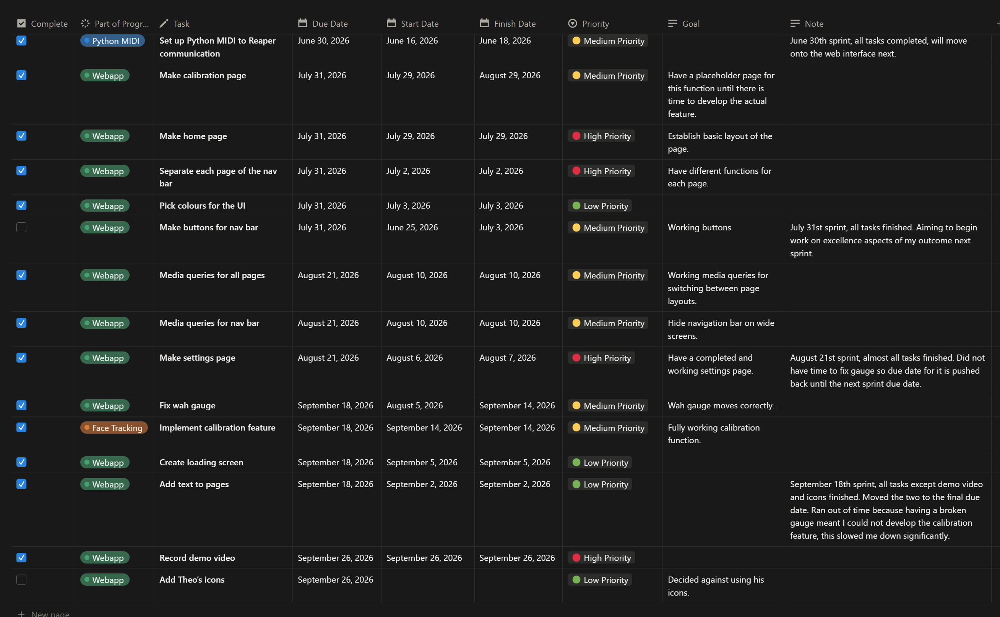 Complete Part of Progr... Task Due Date Start Date Finish Date Priority Goal Note
Python MIDI Set up Python MIDI to Reaper June 30, 2026 June 16, 2026 June 18, 2026 Medium Priority June 30th sprint, all tasks completed, will move
communication onto the web interface next.
Webapp Make calibration page July 31, 2026 July 29, 2026 August 29, 2026 Medium Priority Have a placeholder page for
this function until there is
time to develop the actual
feature.
Webapp Make home page July 31, 2026 July 29, 2026 July 29, 2026 High Priority Establish basic layout of the
page.
Webapp Separate each page of the nav July 31, 2026 July 2, 2026 July 2, 2026 High Priority Have different functions for
bar each page.
Webapp Pick colours for the UI July 31, 2026 July 3, 2026 July 3, 2026 Low Priority
Webapp Make buttons for nav bar July 31, 2026 June 25, 2026 July 3, 2026 Medium Priority Working buttons July 31st sprint, all tasks finished. Aiming to begin
work on excellence aspects of my outcome next
sprint.
Webapp Media queries for all pages August 21, 2026 August 10, 2026 August 10, 2026 Medium Priority Working media queries for
switching between page
layouts.
Webapp Media queries for nav bar August 21, 2026 August 10, 2026 August 10, 2026 Medium Priority Hide navigation bar on wide
screens.
Webapp Make settings page August 21, 2026 August 6, 2026 August 7, 2026 High Priority Have a completed and August 21st sprint, almost all tasks finished. Did not
working settings page. have time to fix gauge so due date for it is pushed
back until the next sprint due date.
Webapp Fix wah gauge September 18, 2026 August 5, 2026 September 14, 2026 Medium Priority Wah gauge moves correctly.
Face Tracking Implement calibration feature September 18, 2026 September 14, 2026 September 14, 2026 Medium Priority Fully working calibration
function.
Webapp Create loading screen September 18, 2026 September 5, 2026 September 5, 2026 Low Priority
Webapp Add text to pages September 18, 2026 September 2, 2026 September 2, 2026 Low Priority September 18th sprint, all tasks except demo video
and icons finished. Moved the two to the final due
date. Ran out of time because having a broken
gauge meant I could not develop the calibration
feature, this slowed me down significantly.
Webapp Record demo video September 26, 2026 September 26, 2026 September 26, 2026 High Priority
Webapp Add Theo's icons September 26, 2026 Low Priority Decided against using his
icons.
+ New page